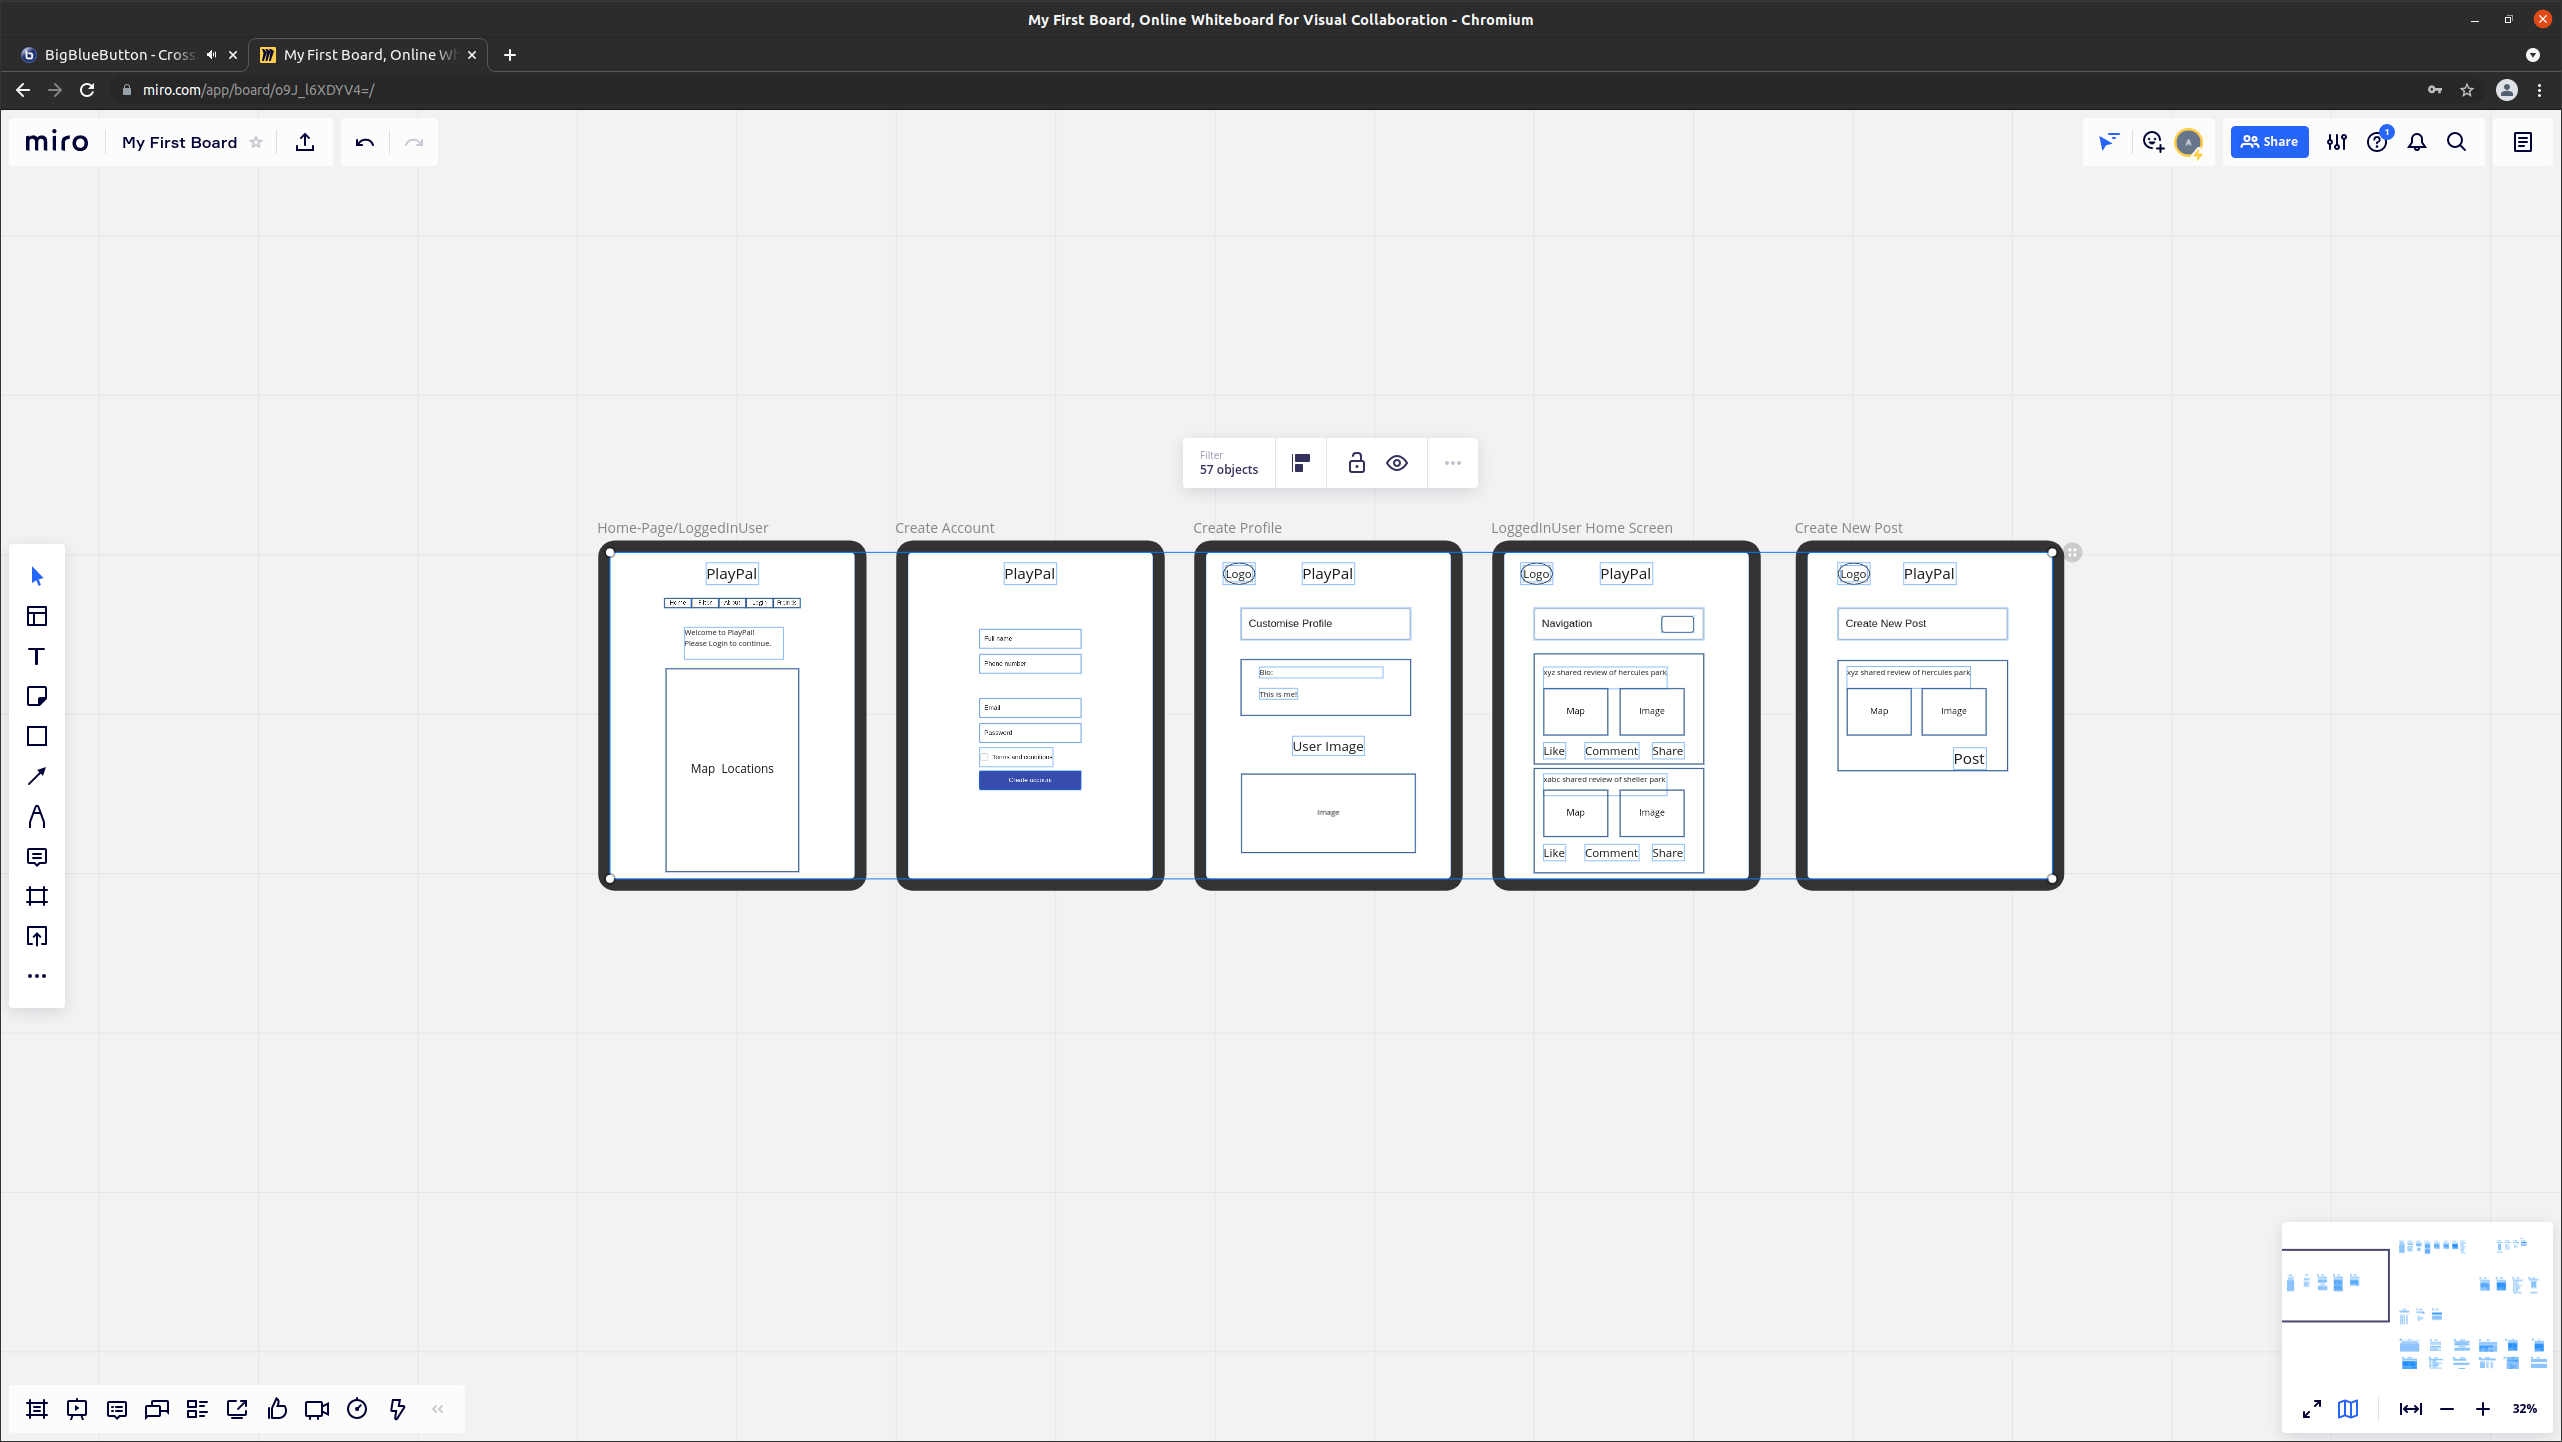 My First Board, Online Whiteboard for Visual Collaboration - Chromium
BigBlueButton - Cross
My First Board, Online Wh
miro.com/app/board/o9J_l6XDYV4=/
miro
My First Board
A
Share
1
Filter
57 objects
Home-Page/LoggedInUser
Create Account
Create Profile
LoggedInUser Home Screen
Create New Post
PlayPal
Home
Filter
About
Login
Friends
Welcome to PlayPal!
Please Login to continue.
Map Locations
PlayPal
Full name
Phone number
Email
Password
Terms and conditions
Create account
Logo
PlayPal
Customise Profile
Bio:
This is me!
User Image
Image
Logo
PlayPal
Navigation
xyz shared review of hercules park
Map
Image
Like
Comment
Share
xabc shared review of sheller park
Map
Image
Like
Comment
Share
Logo
PlayPal
Create New Post
xyz shared review of hercules park
Map
Image
Post
32%